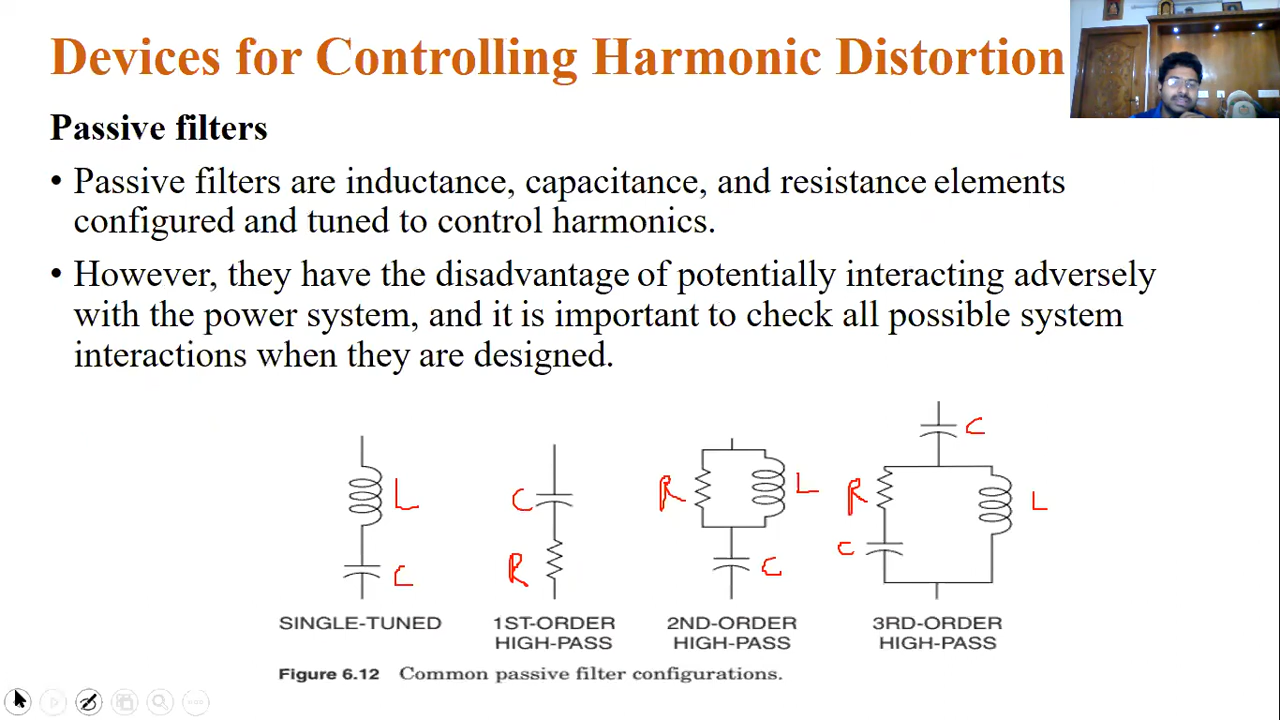 Devices for Controlling Harmonic Distortion
Passive filters
• Passive filters are inductance, capacitance, and resistance elements
configured and tuned to control harmonics.
• However, they have the disadvantage of potentially interacting adversely
with the power system, and it is important to check all possible system
interactions when they are designed.
C
L C R L R L
R C C C
SINGLE-TUNED 1ST-ORDER 2ND-ORDER 3RD-ORDER
HIGH-PASS HIGH-PASS HIGH-PASS
Figure 6.12 Common passive filter configurations.